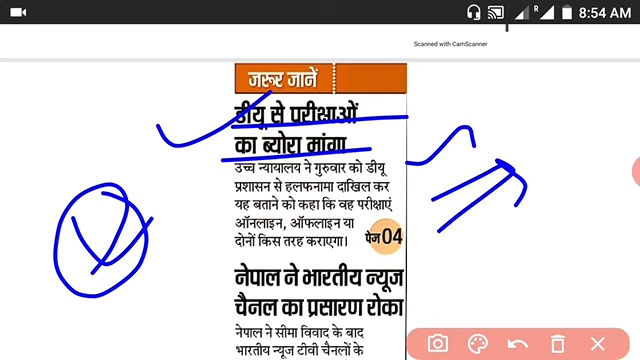 R
8:54 AM
Scanned with CamScanner
जरूर जानें
डीयू से परीक्षाओं
का ब्योरा मांगा
उच्च न्यायालय ने गुरुवार को डीयू
प्रशासन से हलफनामा दाखिल कर
यह बताने को कहा कि वह परीक्षाएं
ऑनलाइन, ऑफलाइन या
दोनों किस तरह कराएगा।
पेज 04
नेपाल ने भारतीय न्यूज
चैनल का प्रसारण रोका
नेपाल ने सीमा विवाद के बाद
भारतीय न्यूज टीवी चैनलों के